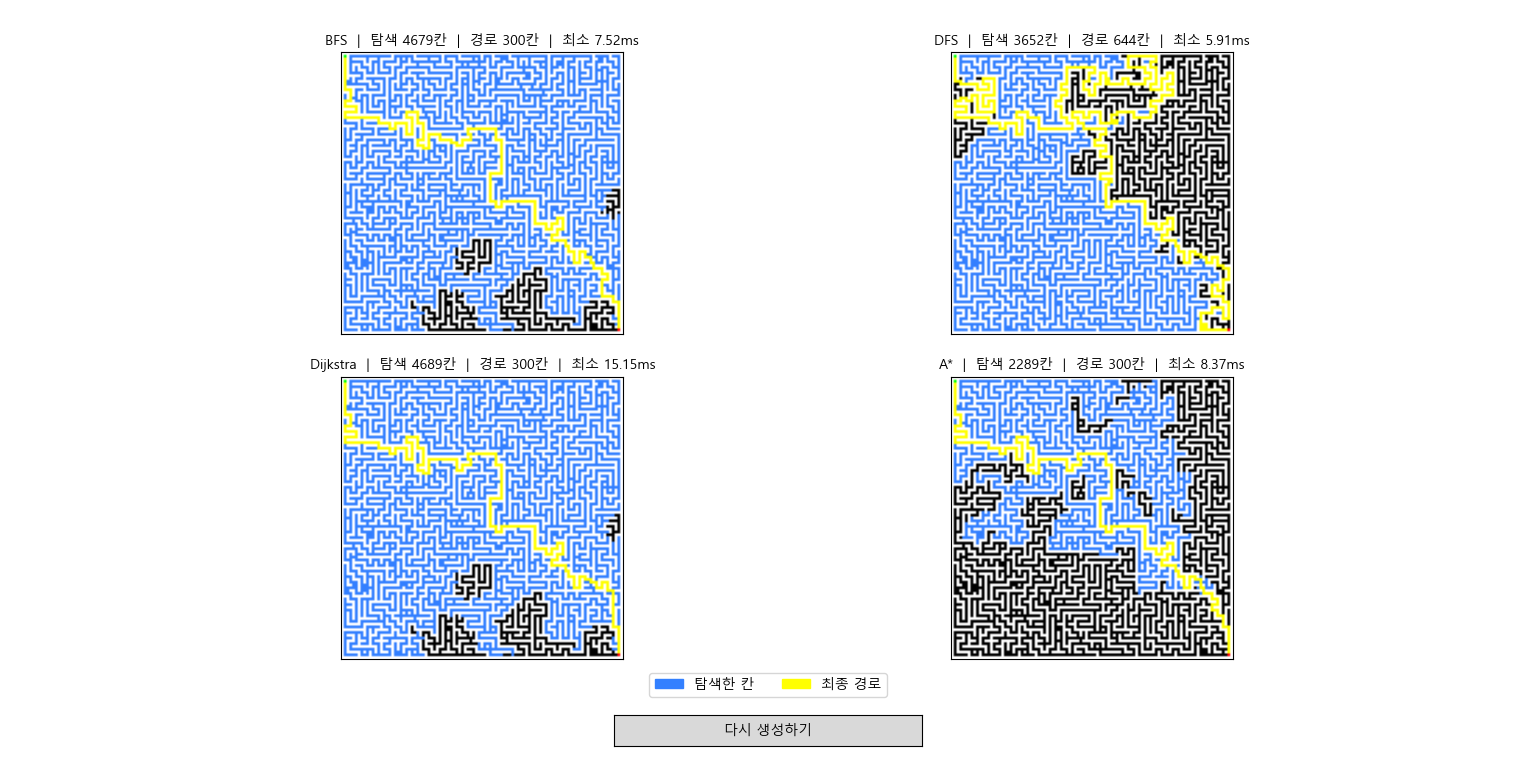 BFS | 탐색 4679칸 | 경로 300칸 | 최소 7.52ms
DFS | 탐색 3652칸 | 경로 644칸 | 최소 5.91ms
Dijkstra | 탐색 4689칸 | 경로 300칸 | 최소 15.15ms
A* | 탐색 2289칸 | 경로 300칸 | 최소 8.37ms
탐색한 칸 최종 경로
다시 생성하기